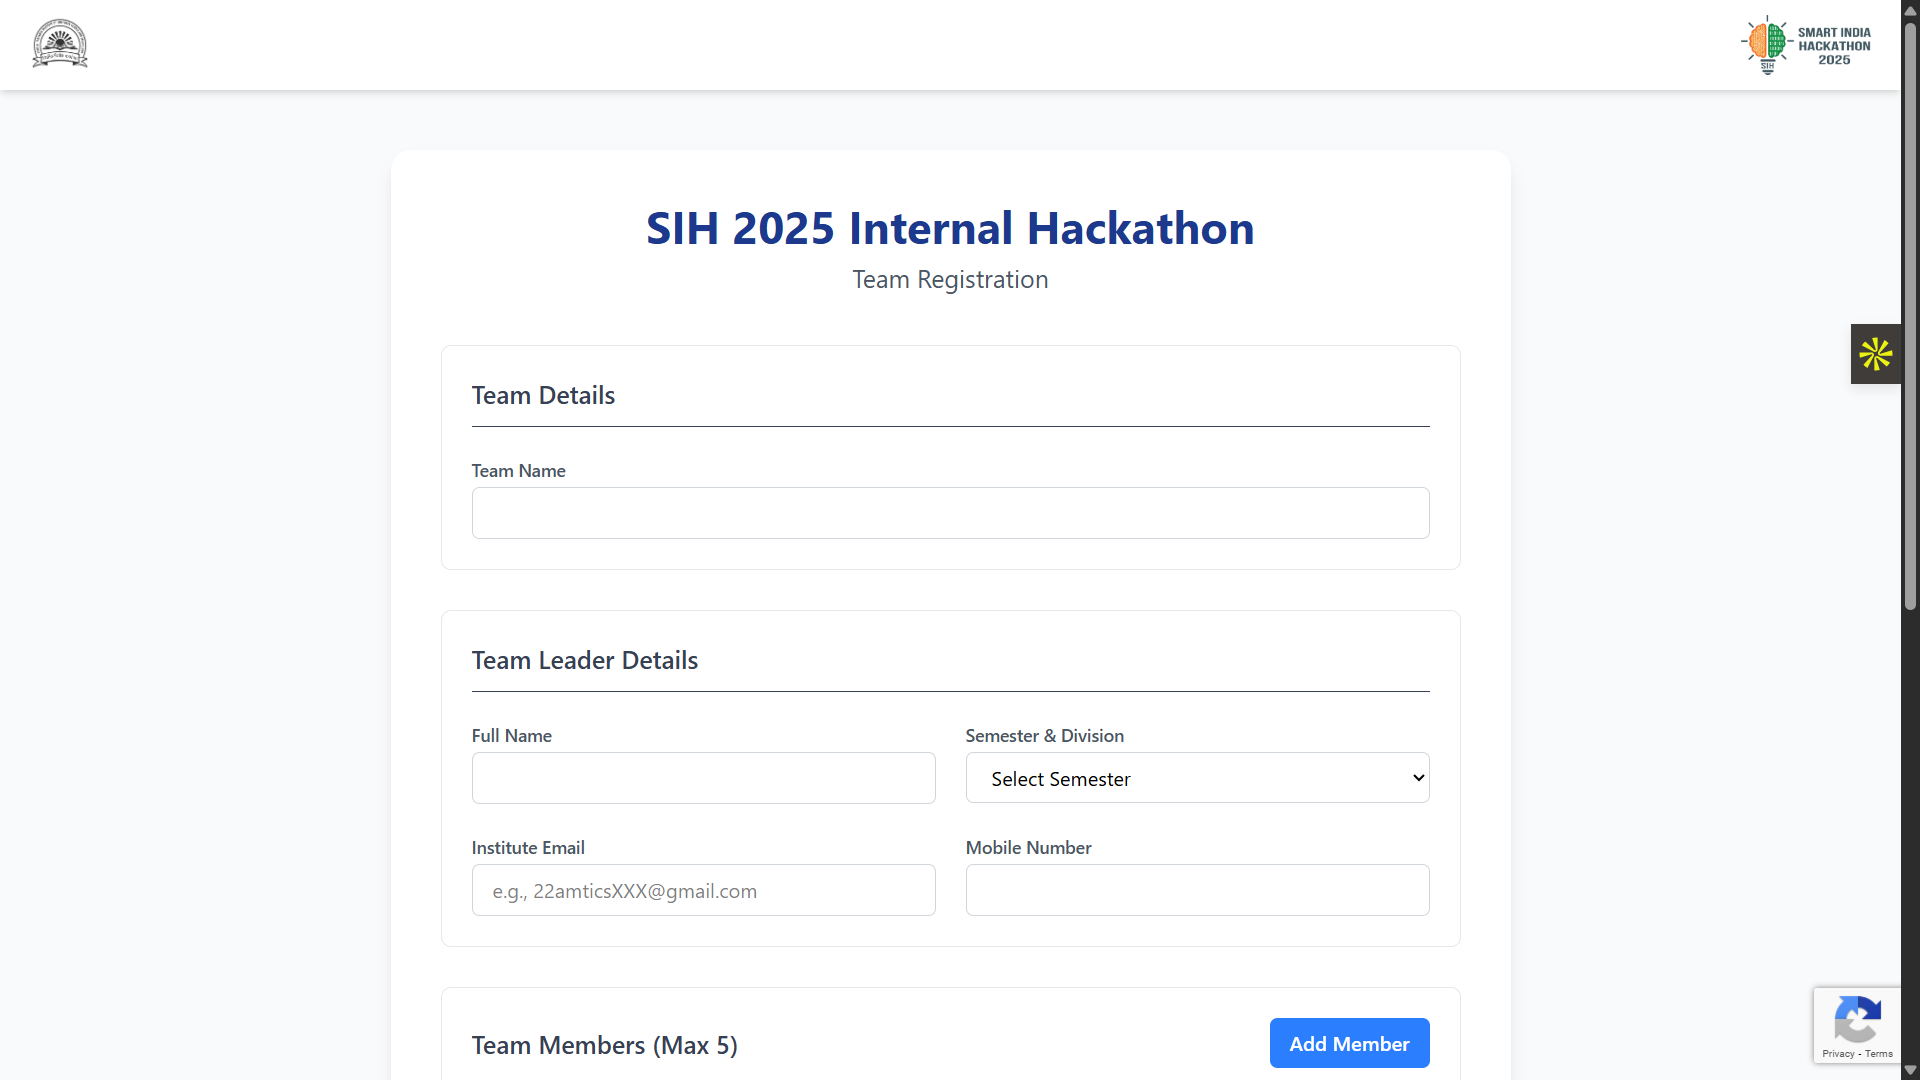 SMART INDIA
HACKATHON
2025
SIH
SIH 2025 Internal Hackathon
Team Registration
Team Details
Team Name
Team Leader Details
Full Name
Semester & Division
Select Semester
Institute Email
Mobile Number
e.g., 22amticsXXX@gmail.com
Team Members (Max 5)
Add Member
Privacy - Terms